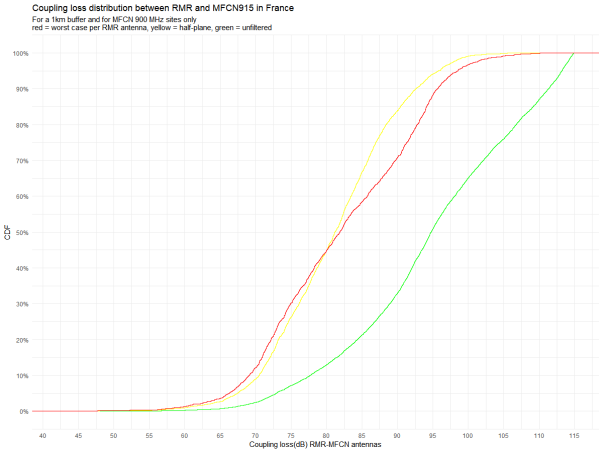 Coupling loss distribution between RMR and MFCN915 in France
For a 1km buffer and for MFCN 900 MHz sites only
red = worst case per RMR antenna, yellow = half-plane, green = unfiltered
100%
90%
80%
70%
60%
50%
40%
30%
20%
10%
0%
CDF
40 45 50 55 60 65 70 75 80 85 90 95 100 105 110 115
Coupling loss(dB) RMR-MFCN antennas